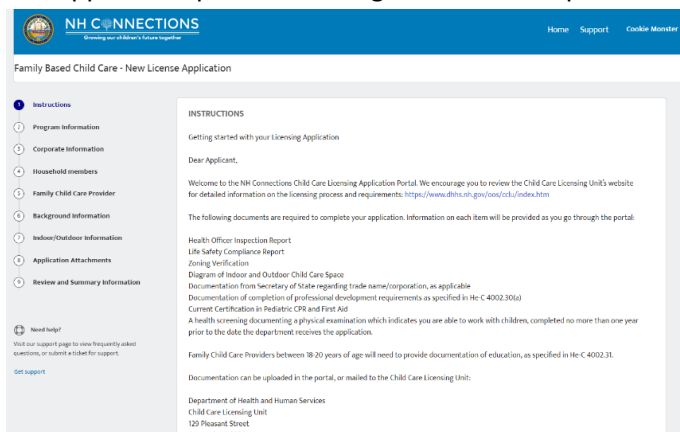 NH CONNECTIONS
Growing our children's future together
Home Support Cookie Monster
Family Based Child Care - New License Application
1 Instructions
2 Program Information
3 Corporate Information
4 Household members
5 Family Child Care Provider
6 Background Information
7 Indoor/Outdoor Information
8 Application Attachments
9 Review and Summary Information
Need help?
Visit our support page to view frequently asked
questions, or submit a ticket for support.
Get support
INSTRUCTIONS
Getting started with your Licensing Application
Dear Applicant,
Welcome to the NH Connections Child Care Licensing Application Portal. We encourage you to review the Child Care Licensing Unit's website
for detailed information on the licensing process and requirements: https://www.dhhs.nh.gov/oos/cclu/index.htm
The following documents are required to complete your application. Information on each item will be provided as you go through the portal:
Health Officer Inspection Report
Life Safety Compliance Report
Zoning Verification
Diagram of Indoor and Outdoor Child Care Space
Documentation from Secretary of State regarding trade name/corporation, as applicable
Documentation of completion of professional development requirements as specified in He-C 4002.30(a)
Current Certification in Pediatric CPR and First Aid
A health screening documenting a physical examination which indicates you are able to work with children, completed no more than one year
prior to the date the department receives the application.
Family Child Care Providers between 18-20 years of age will need to provide documentation of education, as specified in He-C 4002.31.
Documentation can be uploaded in the portal, or mailed to the Child Care Licensing Unit:
Department of Health and Human Services
Child Care Licensing Unit
129 Pleasant Street